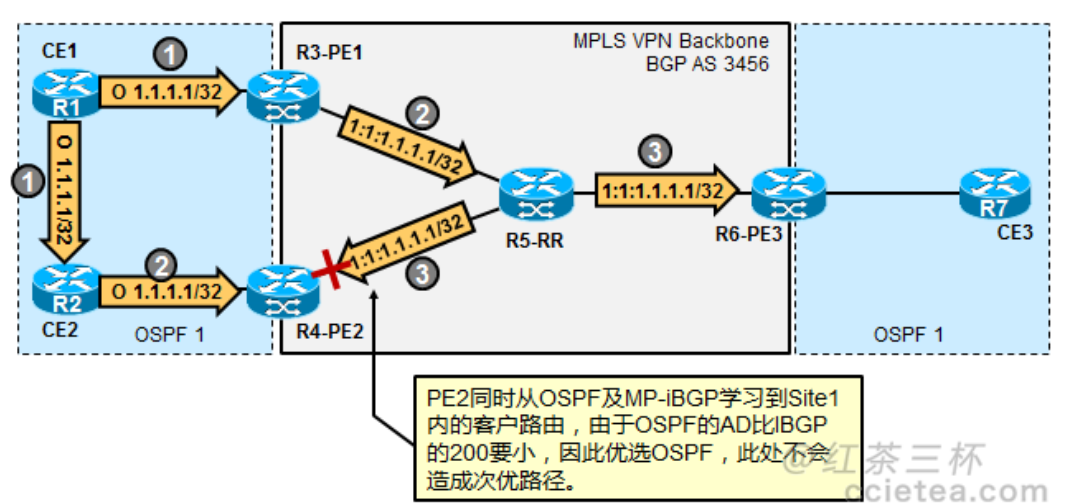 CE1
R1
1
O 1.1.1.1/32
R3-PE1
MPLS VPN Backbone
BGP AS 3456
2
1:1:1.1.1.1/32
1
O 1.1.1.1/32
3
1:1:1.1.1.1/32
R5-RR
R6-PE3
R7
CE3
1:1:1.1.1.1/32
3
R2
CE2
2
O 1.1.1.1/32
R4-PE2
OSPF 1
OSPF 1
PE2同时从OSPF及MP-iBGP学习到Site1
内的客户路由，由于OSPF的AD比IBGP
的200要小，因此优选OSPF，此处不会
造成次优路径。
@红茶三杯
ccietea.com